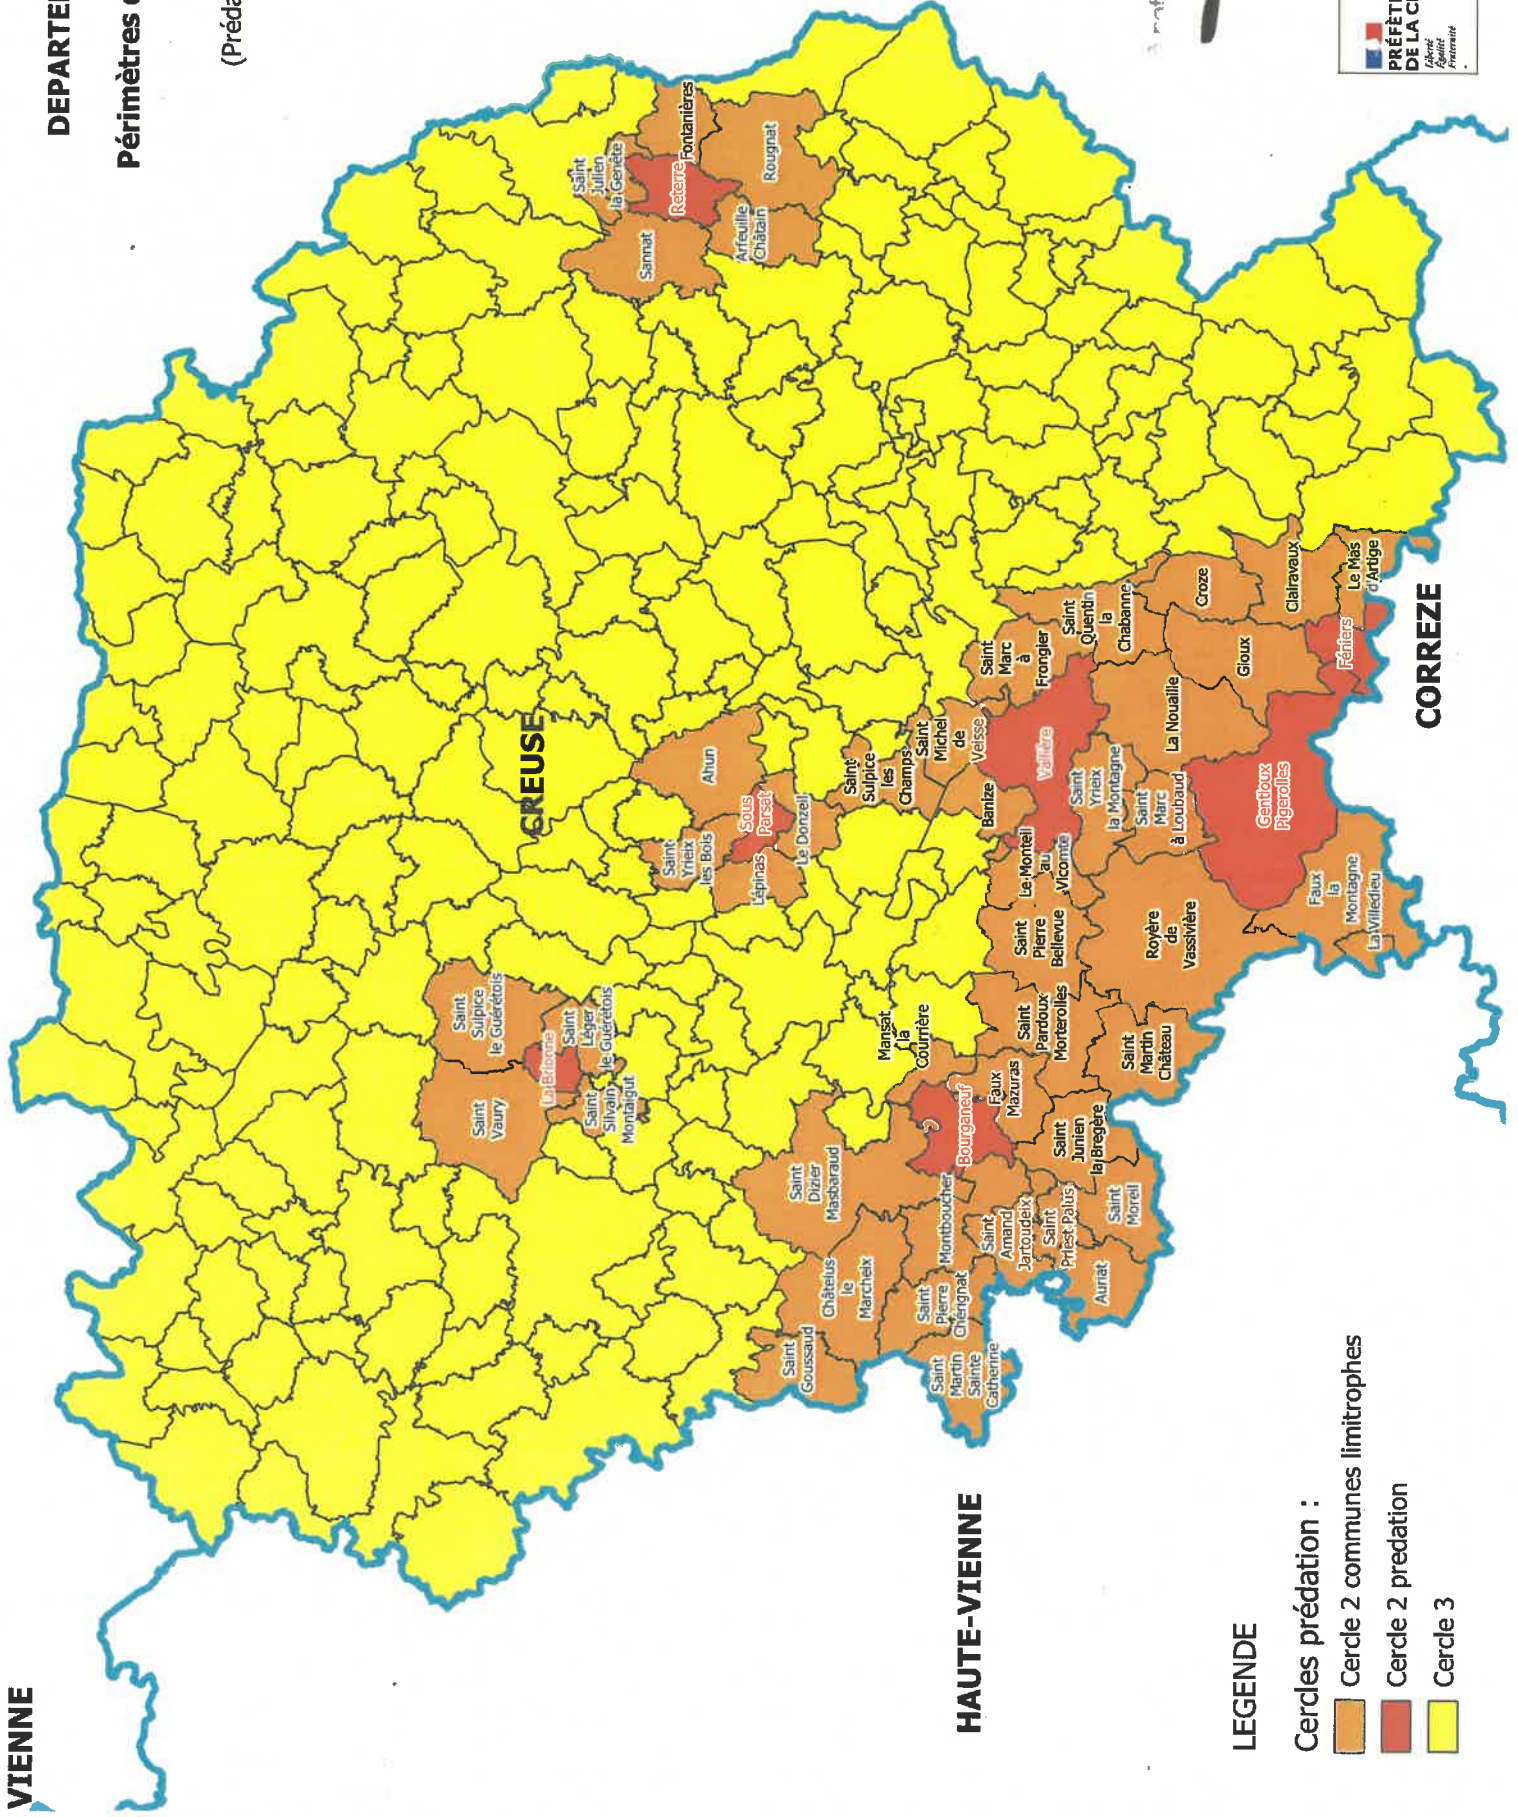 VIENNE
DEPARTE
Périmètres
(Préda
CREUSE
Saint
Vaury
Saint
Sulpice
le Guérétois
La Brionne
Saint
Léger
le Guérétois
Saint
Silvain
Montaigut
Saint
Julien
la Genête
Sannat
Reterre
Fontanières
Arfeuille
Châtain
Rougnat
Saint
Yrieix
les Bois
Ahun
Sous
Parsat
Lépinas
Le Donzeil
Saint
Goussaud
Saint
Dizier
Masbaraud
Châtelus
le
Marcheix
Saint
Sulpice
les
Champs
Mansat
la
Courrière
Saint
Michel
de
Veisse
Montboucher
Bourganeuf
Saint
Pierre
Chérignat
Saint
Martin
Sainte
Catherine
Banize
Saint
Marc
à
Frongier
Faux
Mazuras
Saint
Amand
Jartoudeix
Le Monteil
au
Vicomte
Vallière
Saint
Pierre
Bellevue
Saint
Pardoux
Morterolles
Saint
Priest Palus
Saint
Junien
la Bregère
Saint
Quentin
la
Chabanne
Saint
Yrieix
la Montagne
Auriat
Saint
Moreil
Saint
Martin
Château
Saint
Marc
à Loubaud
Royère
de
Vassivière
La Nouaille
Croze
Gioux
Gentioux
Pigerolles
Clairavaux
Féniers
Le Mas
d'Artige
Faux
la
Montagne
La Villedieu
HAUTE-VIENNE
CORREZE
LEGENDE
Cercles prédation :
Cercle 2 communes limitrophes
Cercle 2 predation
Cercle 3
PRÉFÈT
DE LA C
Liberté
Égalité
Fraternité